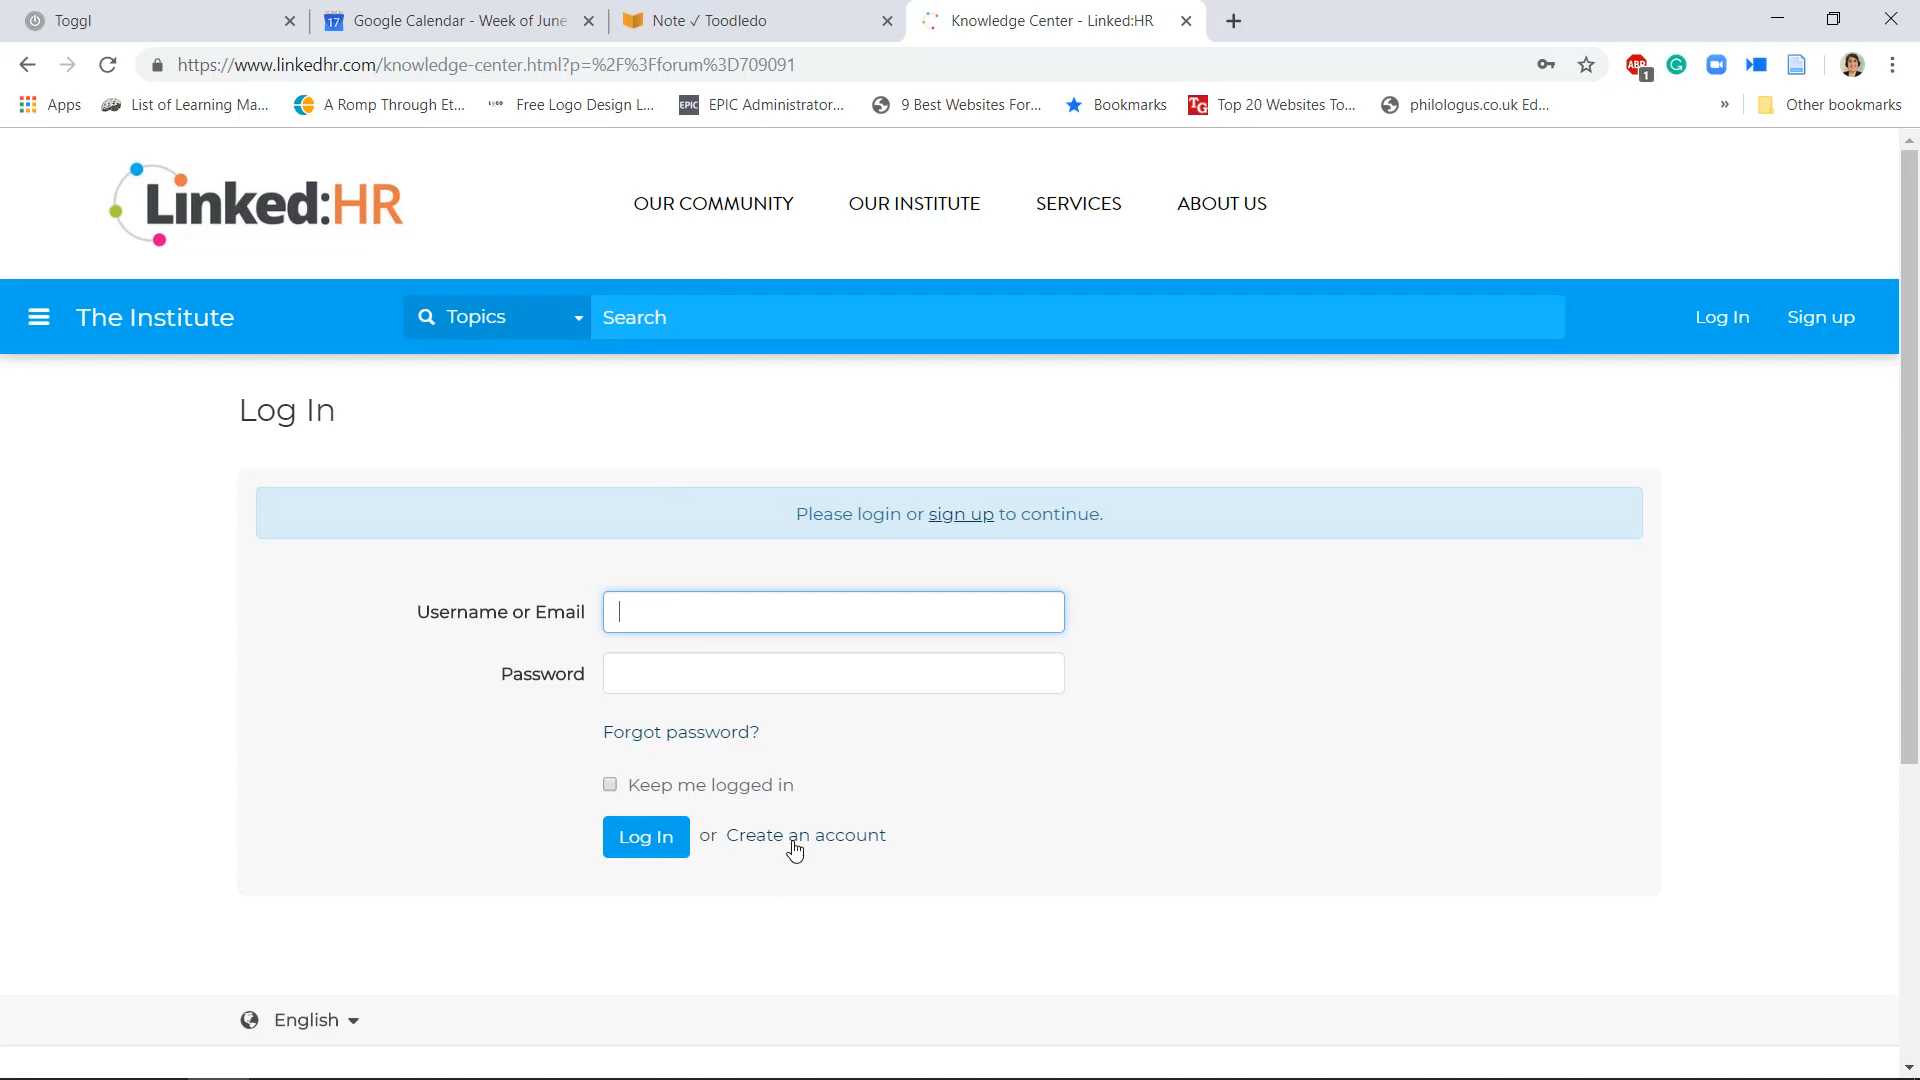 Toggl
Google Calendar - Week of June
Note ✓ Toodledo
Knowledge Center - Linked:HR
https://www.linkedhr.com/knowledge-center.html?p=%2F%3Fforum%3D709091
ABP 1
Apps
List of Learning Ma...
A Romp Through Et...
Free Logo Design L...
EPIC
EPIC Administrator...
9 Best Websites For...
Bookmarks
TG
Top 20 Websites To...
philologus.co.uk Ed...
»
Other bookmarks
Linked:HR
OUR COMMUNITY
OUR INSTITUTE
SERVICES
ABOUT US
The Institute
Topics
Search
Log In
Sign up
Log In
Please login or sign up to continue.
Username or Email
Password
Forgot password?
Keep me logged in
Log In or Create an account
English